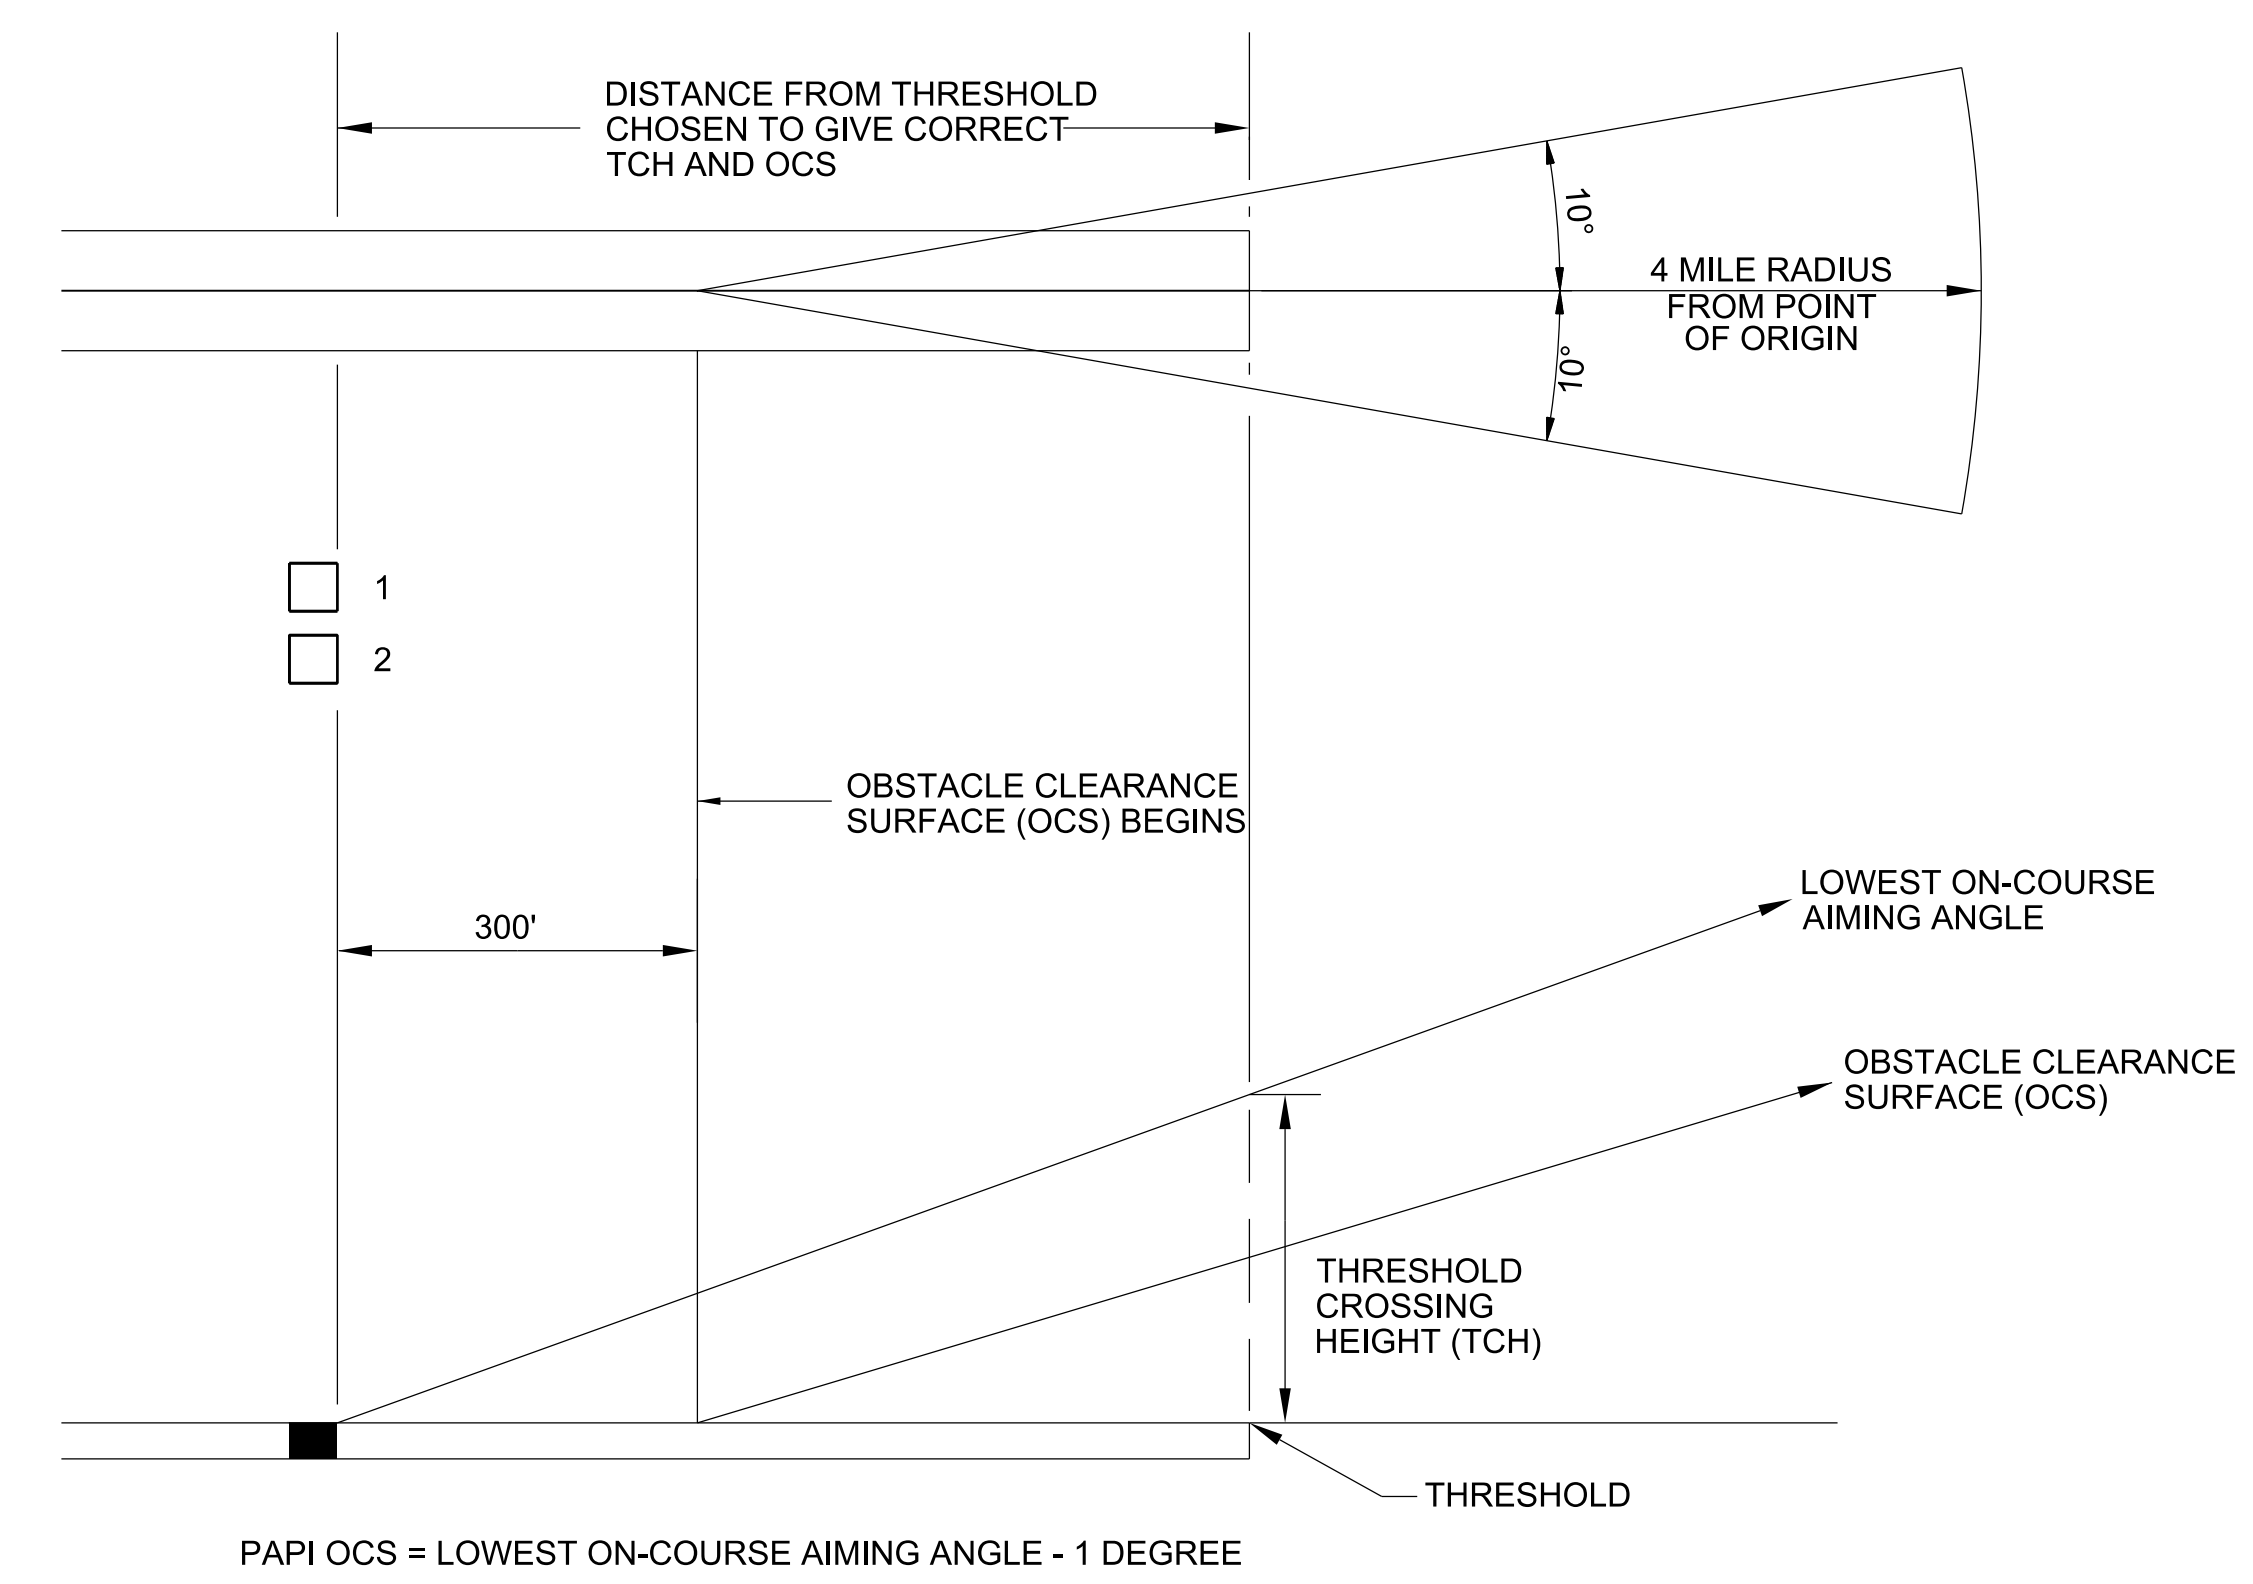 DISTANCE FROM THRESHOLD
CHOSEN TO GIVE CORRECT
TCH AND OCS
10°
4 MILE RADIUS
FROM POINT
OF ORIGIN
10°
1
2
OBSTACLE CLEARANCE
SURFACE (OCS) BEGINS
300'
LOWEST ON-COURSE
AIMING ANGLE
OBSTACLE CLEARANCE
SURFACE (OCS)
THRESHOLD
CROSSING
HEIGHT (TCH)
THRESHOLD
PAPI OCS = LOWEST ON-COURSE AIMING ANGLE - 1 DEGREE